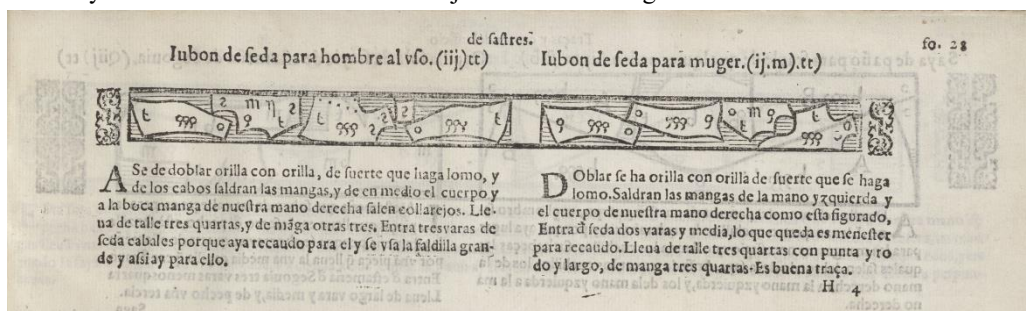 de sastres.
fo. 28
Iubon de seda para hombre al vso. (iij) tt)
A Se de doblar orilla con orilla, de suerte que haga lomo, y
de los cabos saldran las mangas, y de en medio el cuerpo y
a la boca manga de nuestra mano derecha salen collarejos. Lle-
na de talle tres quartas, y de mãga otras tres. Entra tres varas de
seda cabales porque aya recaudo para el y se vsa la faldilla gran-
de y assi ay para ello.
Iubon de seda para muger. (ij. m). tt)
DOblar se ha orilla con orilla de suerte que se haga
lomo. Saldran las mangas de la mano yzquierda y
el cuerpo de nuestra mano derecha como esta figurado,
Entra đ seda dos varas y media, lo que queda es menester
para recaudo. Lleua de talle tres quartas con punta y to
do y largo, de manga tres quartas. Es buena traça.
H 4